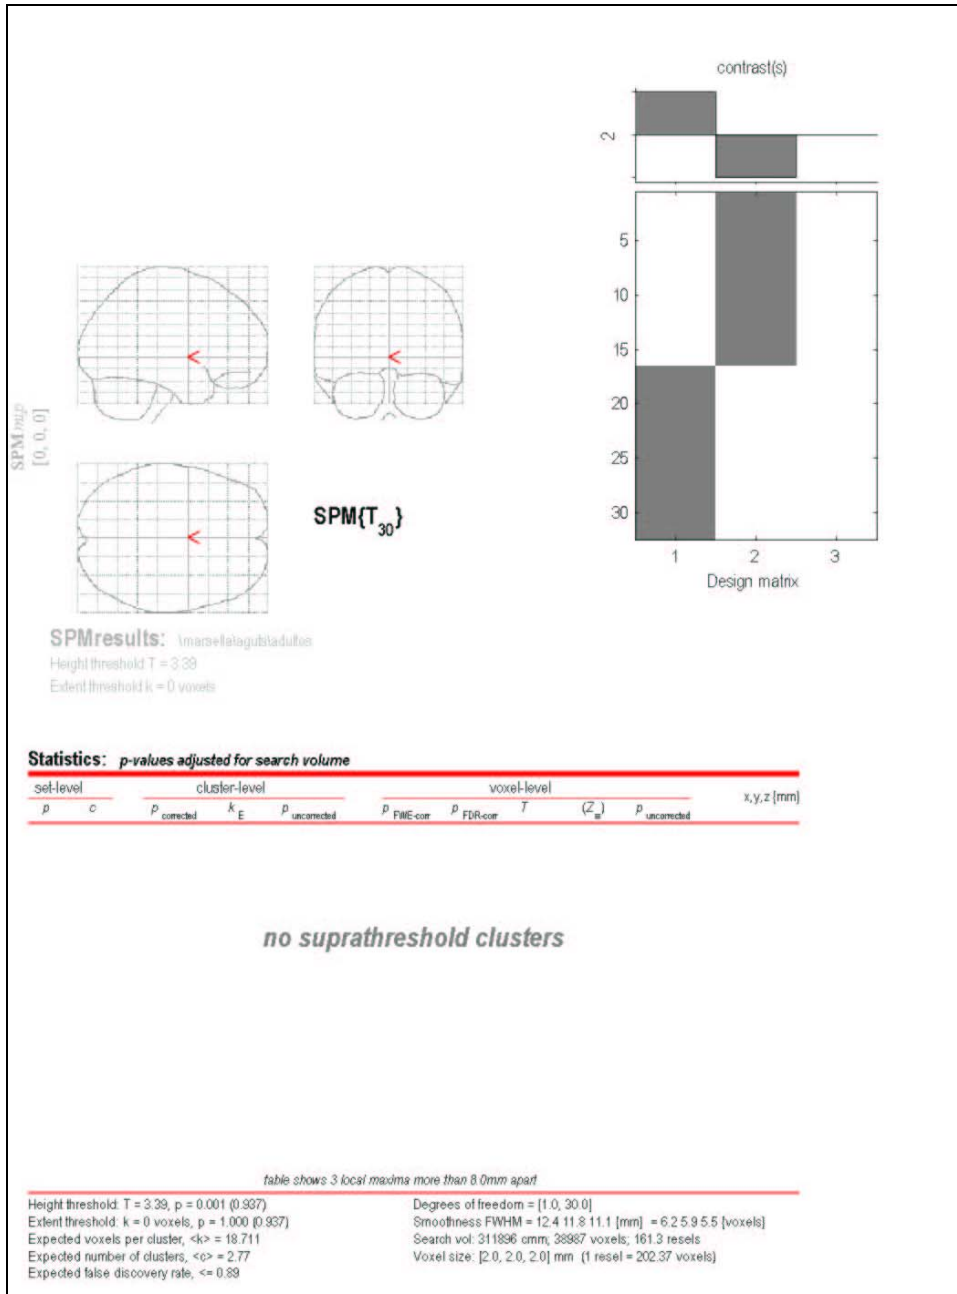 contrast(s)
2
5
10
15
20
25
30
1 2 3
Design matrix
SPMmip
[0, 0, 0]
SPM{T30}
SPMresults:
Height threshold T = 3.39
Extent threshold k = 0 voxels
Statistics: p-values adjusted for search volume
set-level cluster-level voxel-level x,y,z [mm]
p c p corrected k E p uncorrected p FWE-corr p FDR-corr T (Z≡) p uncorrected
no suprathreshold clusters
table shows 3 local maxima more than 8.0mm apart
Height threshold: T = 3.39, p = 0.001 (0.937)
Extent threshold: k = 0 voxels, p = 1.000 (0.937)
Expected voxels per cluster, <k> = 18.711
Expected number of clusters, <c> = 2.77
Expected false discovery rate, <= 0.89
Degrees of freedom = [1.0, 30.0]
Smoothness FWHM = 12.4 11.8 11.1 [mm] = 6.2 5.9 5.5 [voxels]
Search vol: 311896 cmm; 38987 voxels; 161.3 resels
Voxel size: [2.0, 2.0, 2.0] mm (1 resel = 202.37 voxels)